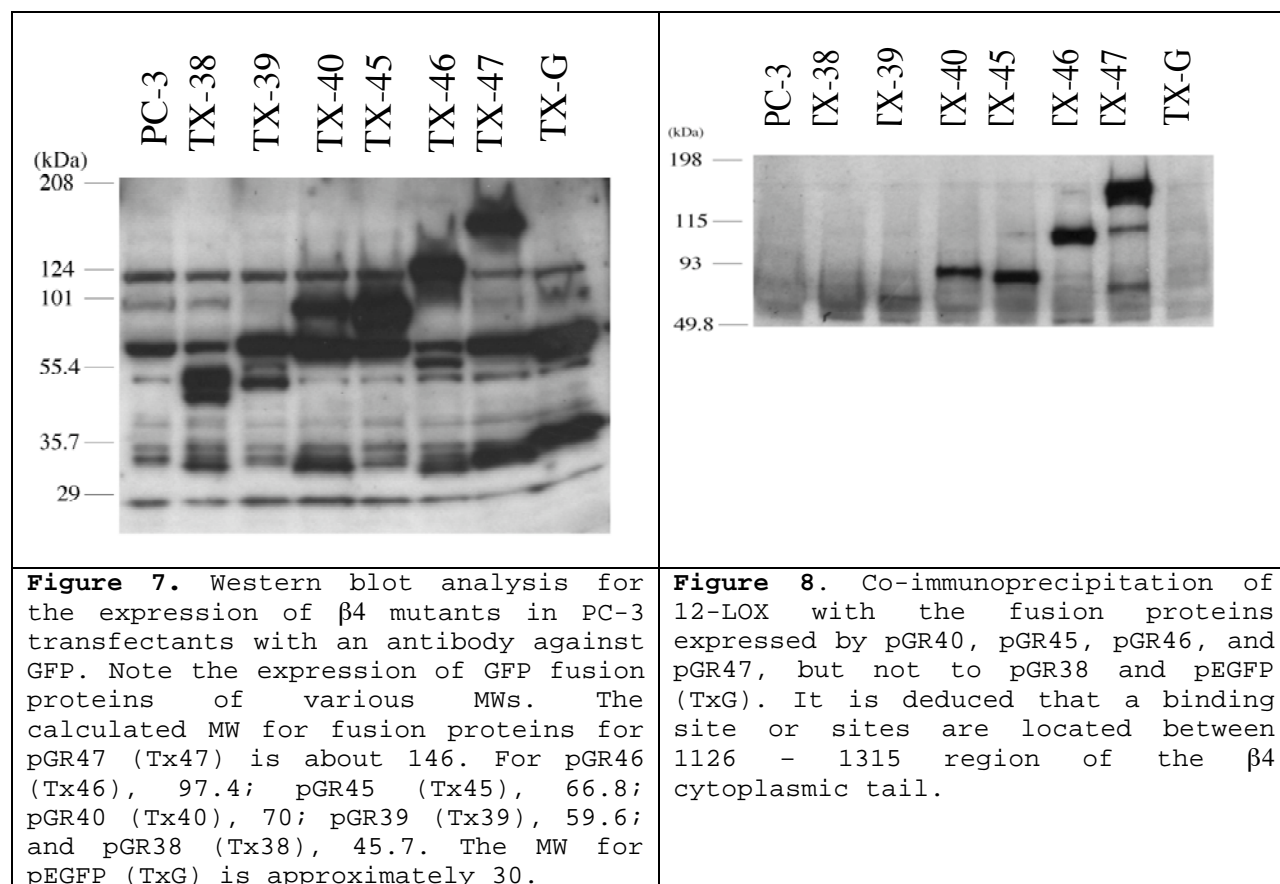 PC-3
TX-38
TX-39
TX-40
TX-45
TX-46
TX-47
TX-G
(kDa)
208
124
101
55.4
35.7
29
PC-3
TX-38
TX-39
TX-40
TX-45
TX-46
TX-47
TX-G
(kDa)
198
115
93
49.8
Figure 7. Western blot analysis for
the expression of β4 mutants in PC-3
transfectants with an antibody against
GFP. Note the expression of GFP fusion
proteins of various MWs. The
calculated MW for fusion proteins for
pGR47 (Tx47) is about 146. For pGR46
(Tx46), 97.4; pGR45 (Tx45), 66.8;
pGR40 (Tx40), 70; pGR39 (Tx39), 59.6;
and pGR38 (Tx38), 45.7. The MW for
pEGFP (TxG) is approximately 30.
Figure 8. Co-immunoprecipitation of
12-LOX with the fusion proteins
expressed by pGR40, pGR45, pGR46, and
pGR47, but not to pGR38 and pEGFP
(TxG). It is deduced that a binding
site or sites are located between
1126 – 1315 region of the β4
cytoplasmic tail.